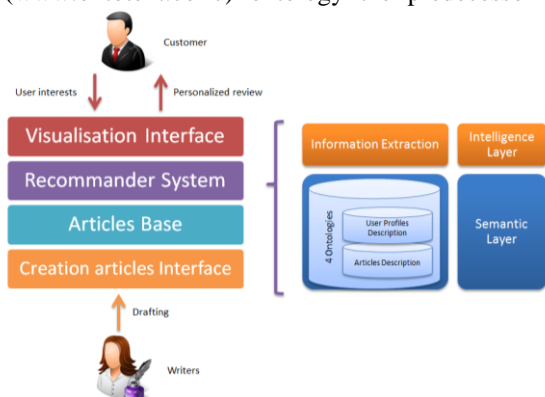 ontology
Customer
User interests
Personalized review
Visualisation Interface
Recommander System
Articles Base
Creation articles Interface
Drafting
Writers
Information Extraction
Intelligence
Layer
4 Ontologies
User Profiles
Description
Articles Description
Semantic
Layer